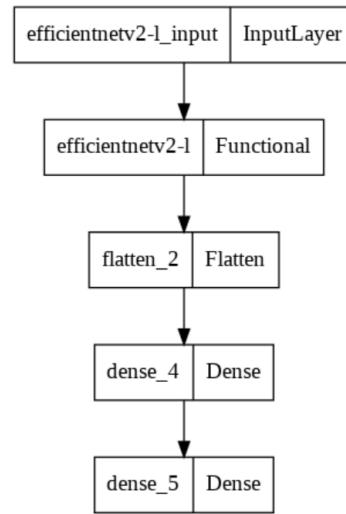 efficientnetv2-l_input InputLayer
efficientnetv2-l Functional
flatten_2 Flatten
dense_4 Dense
dense_5 Dense